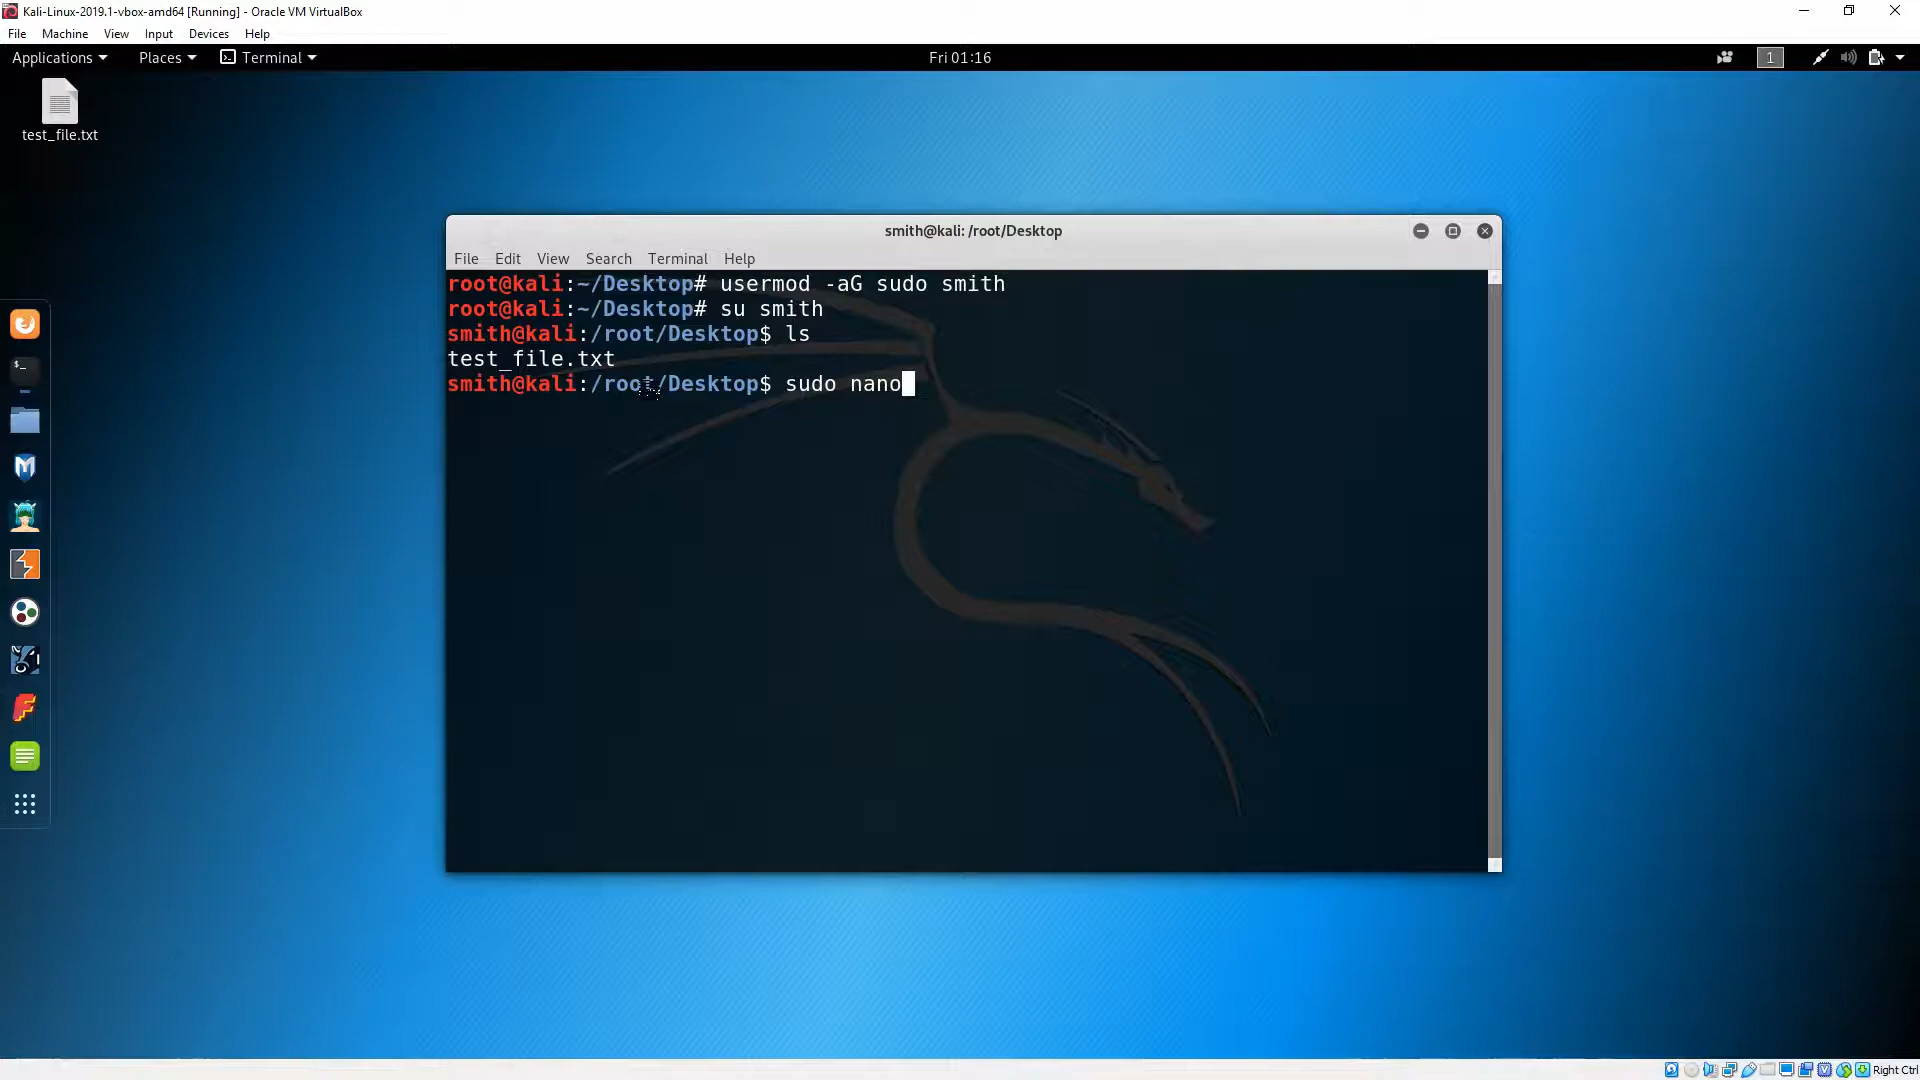 Kali-Linux-2019.1-vbox-amd64 [Running] - Oracle VM VirtualBox
File Machine View Input Devices Help
Applications Places Terminal Fri 01:16 1
test_file.txt
smith@kali: /root/Desktop
File Edit View Search Terminal Help
root@kali:~/Desktop# usermod -aG sudo smith
root@kali:~/Desktop# su smith
smith@kali:/root/Desktop$ ls
test_file.txt
smith@kali:/root/Desktop$ sudo nano
Right Ctrl